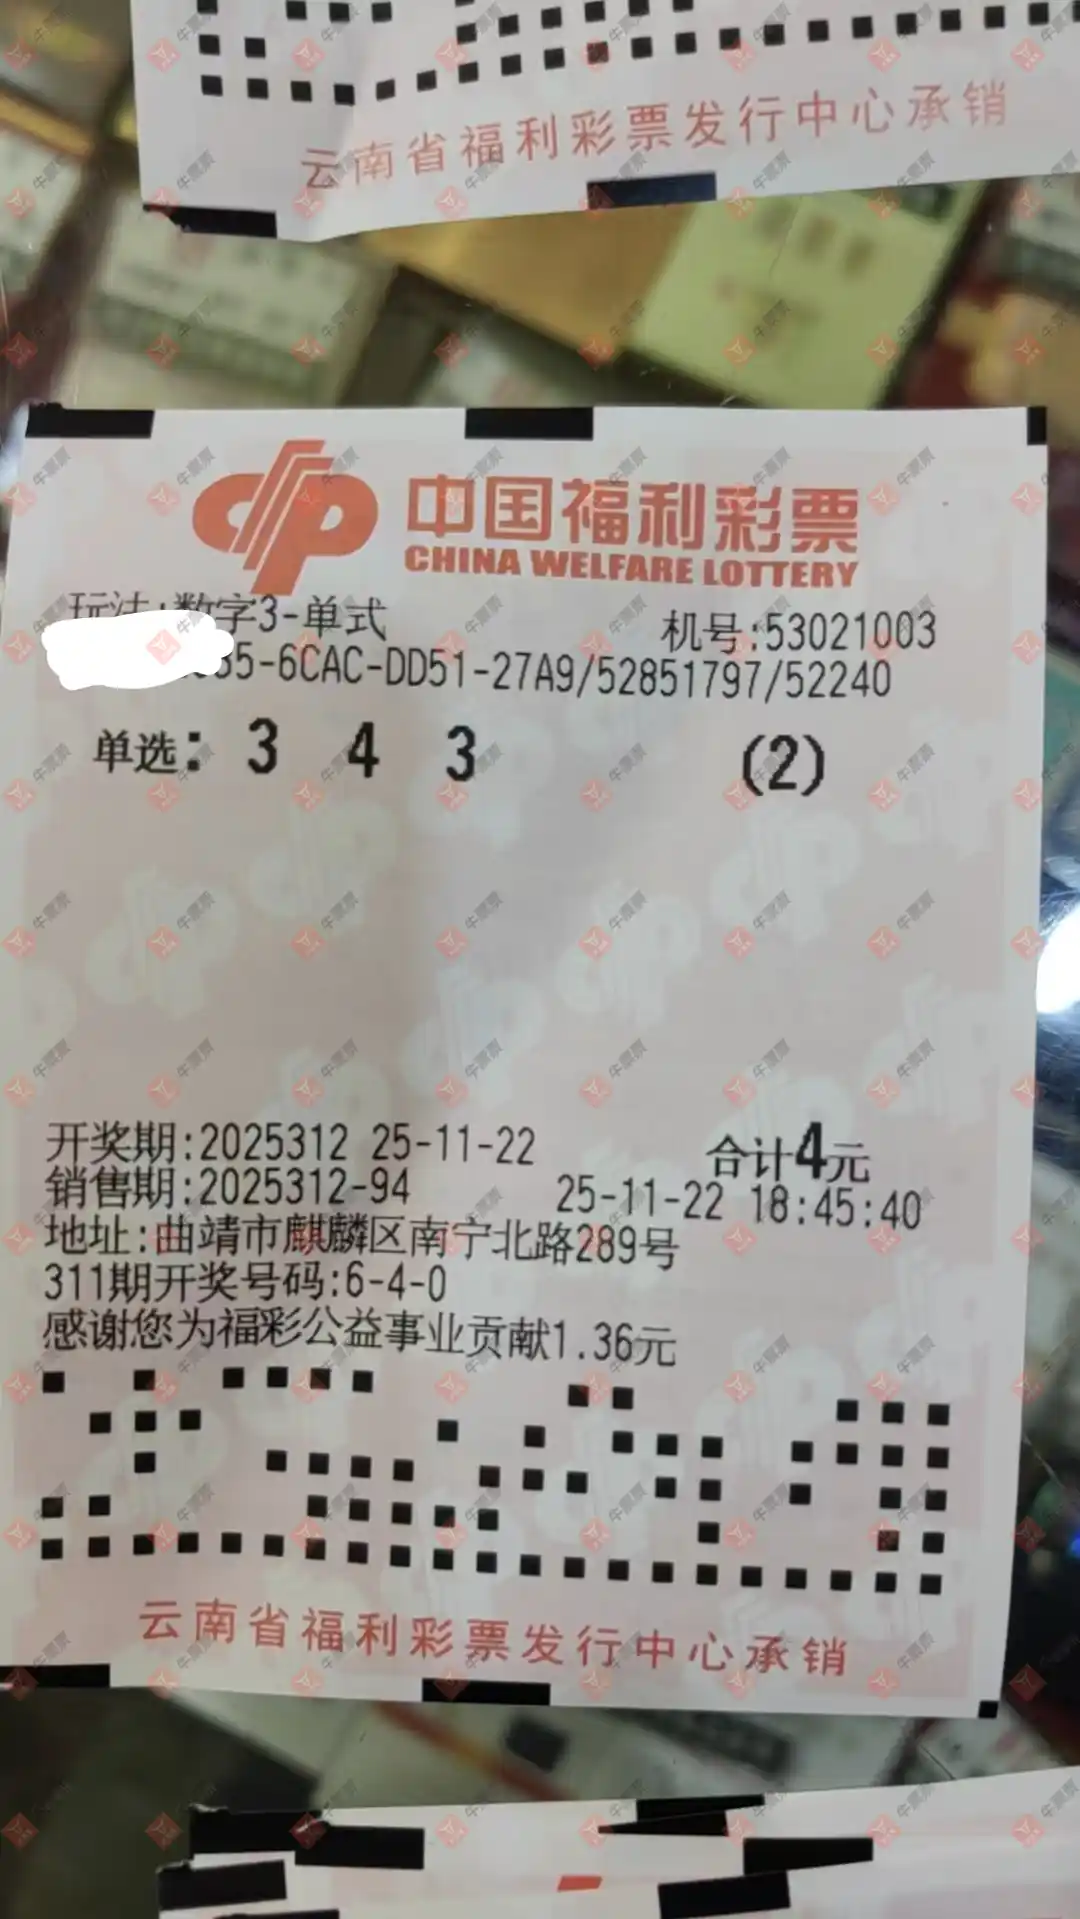 云南省福利彩票发行中心承销
中国福利彩票
CHINA WELFARE LOTTERY
玩法:数字3-单式
机号:53021003
35-6CAC-DD51-27A9/52851797/52240
单选: 3 4 3 (2)
开奖期:2025312 25-11-22 合计4元
销售期:2025312-94 25-11-22 18:45:40
地址:曲靖市麒麟区南宁北路289号
311期开奖号码:6-4-0
感谢您为福彩公益事业贡献1.36元
云南省福利彩票发行中心承销
牛票票